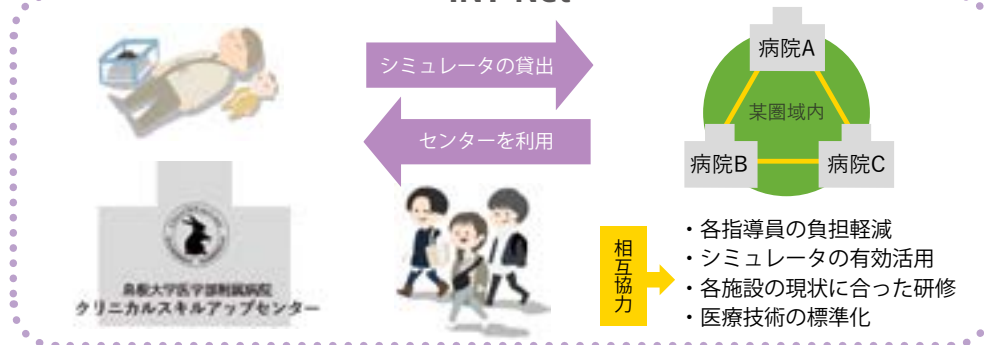 シミュレータの貸出
センターを利用
病院A
某圏域内
病院B
病院C
島根大学医学部附属病院
クリニカルスキルアップセンター
相互協力
・各指導員の負担軽減
・シミュレータの有効活用
・各施設の現状に合った研修
・医療技術の標準化